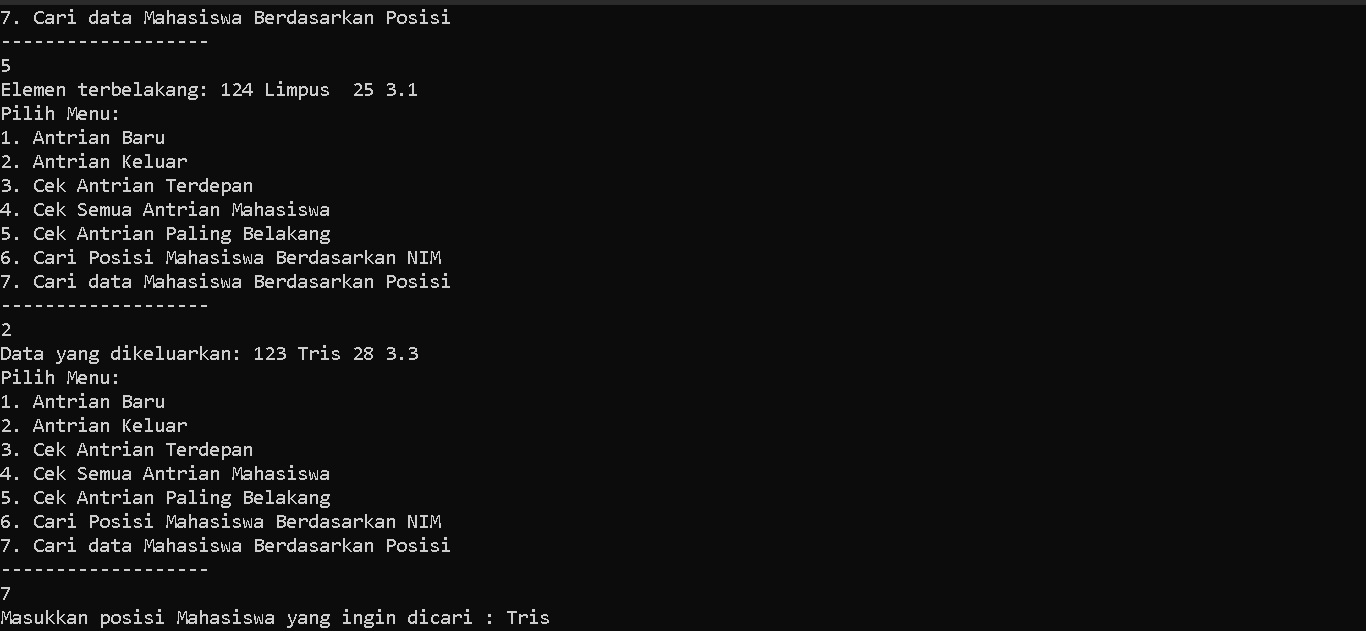 7. Cari data Mahasiswa Berdasarkan Posisi
-------------------
5
Elemen terbelakang: 124 Limpus  25 3.1
Pilih Menu:
1. Antrian Baru
2. Antrian Keluar
3. Cek Antrian Terdepan
4. Cek Semua Antrian Mahasiswa
5. Cek Antrian Paling Belakang
6. Cari Posisi Mahasiswa Berdasarkan NIM
7. Cari data Mahasiswa Berdasarkan Posisi
-------------------
2
Data yang dikeluarkan: 123 Tris 28 3.3
Pilih Menu:
1. Antrian Baru
2. Antrian Keluar
3. Cek Antrian Terdepan
4. Cek Semua Antrian Mahasiswa
5. Cek Antrian Paling Belakang
6. Cari Posisi Mahasiswa Berdasarkan NIM
7. Cari data Mahasiswa Berdasarkan Posisi
-------------------
7
Masukkan posisi Mahasiswa yang ingin dicari : Tris